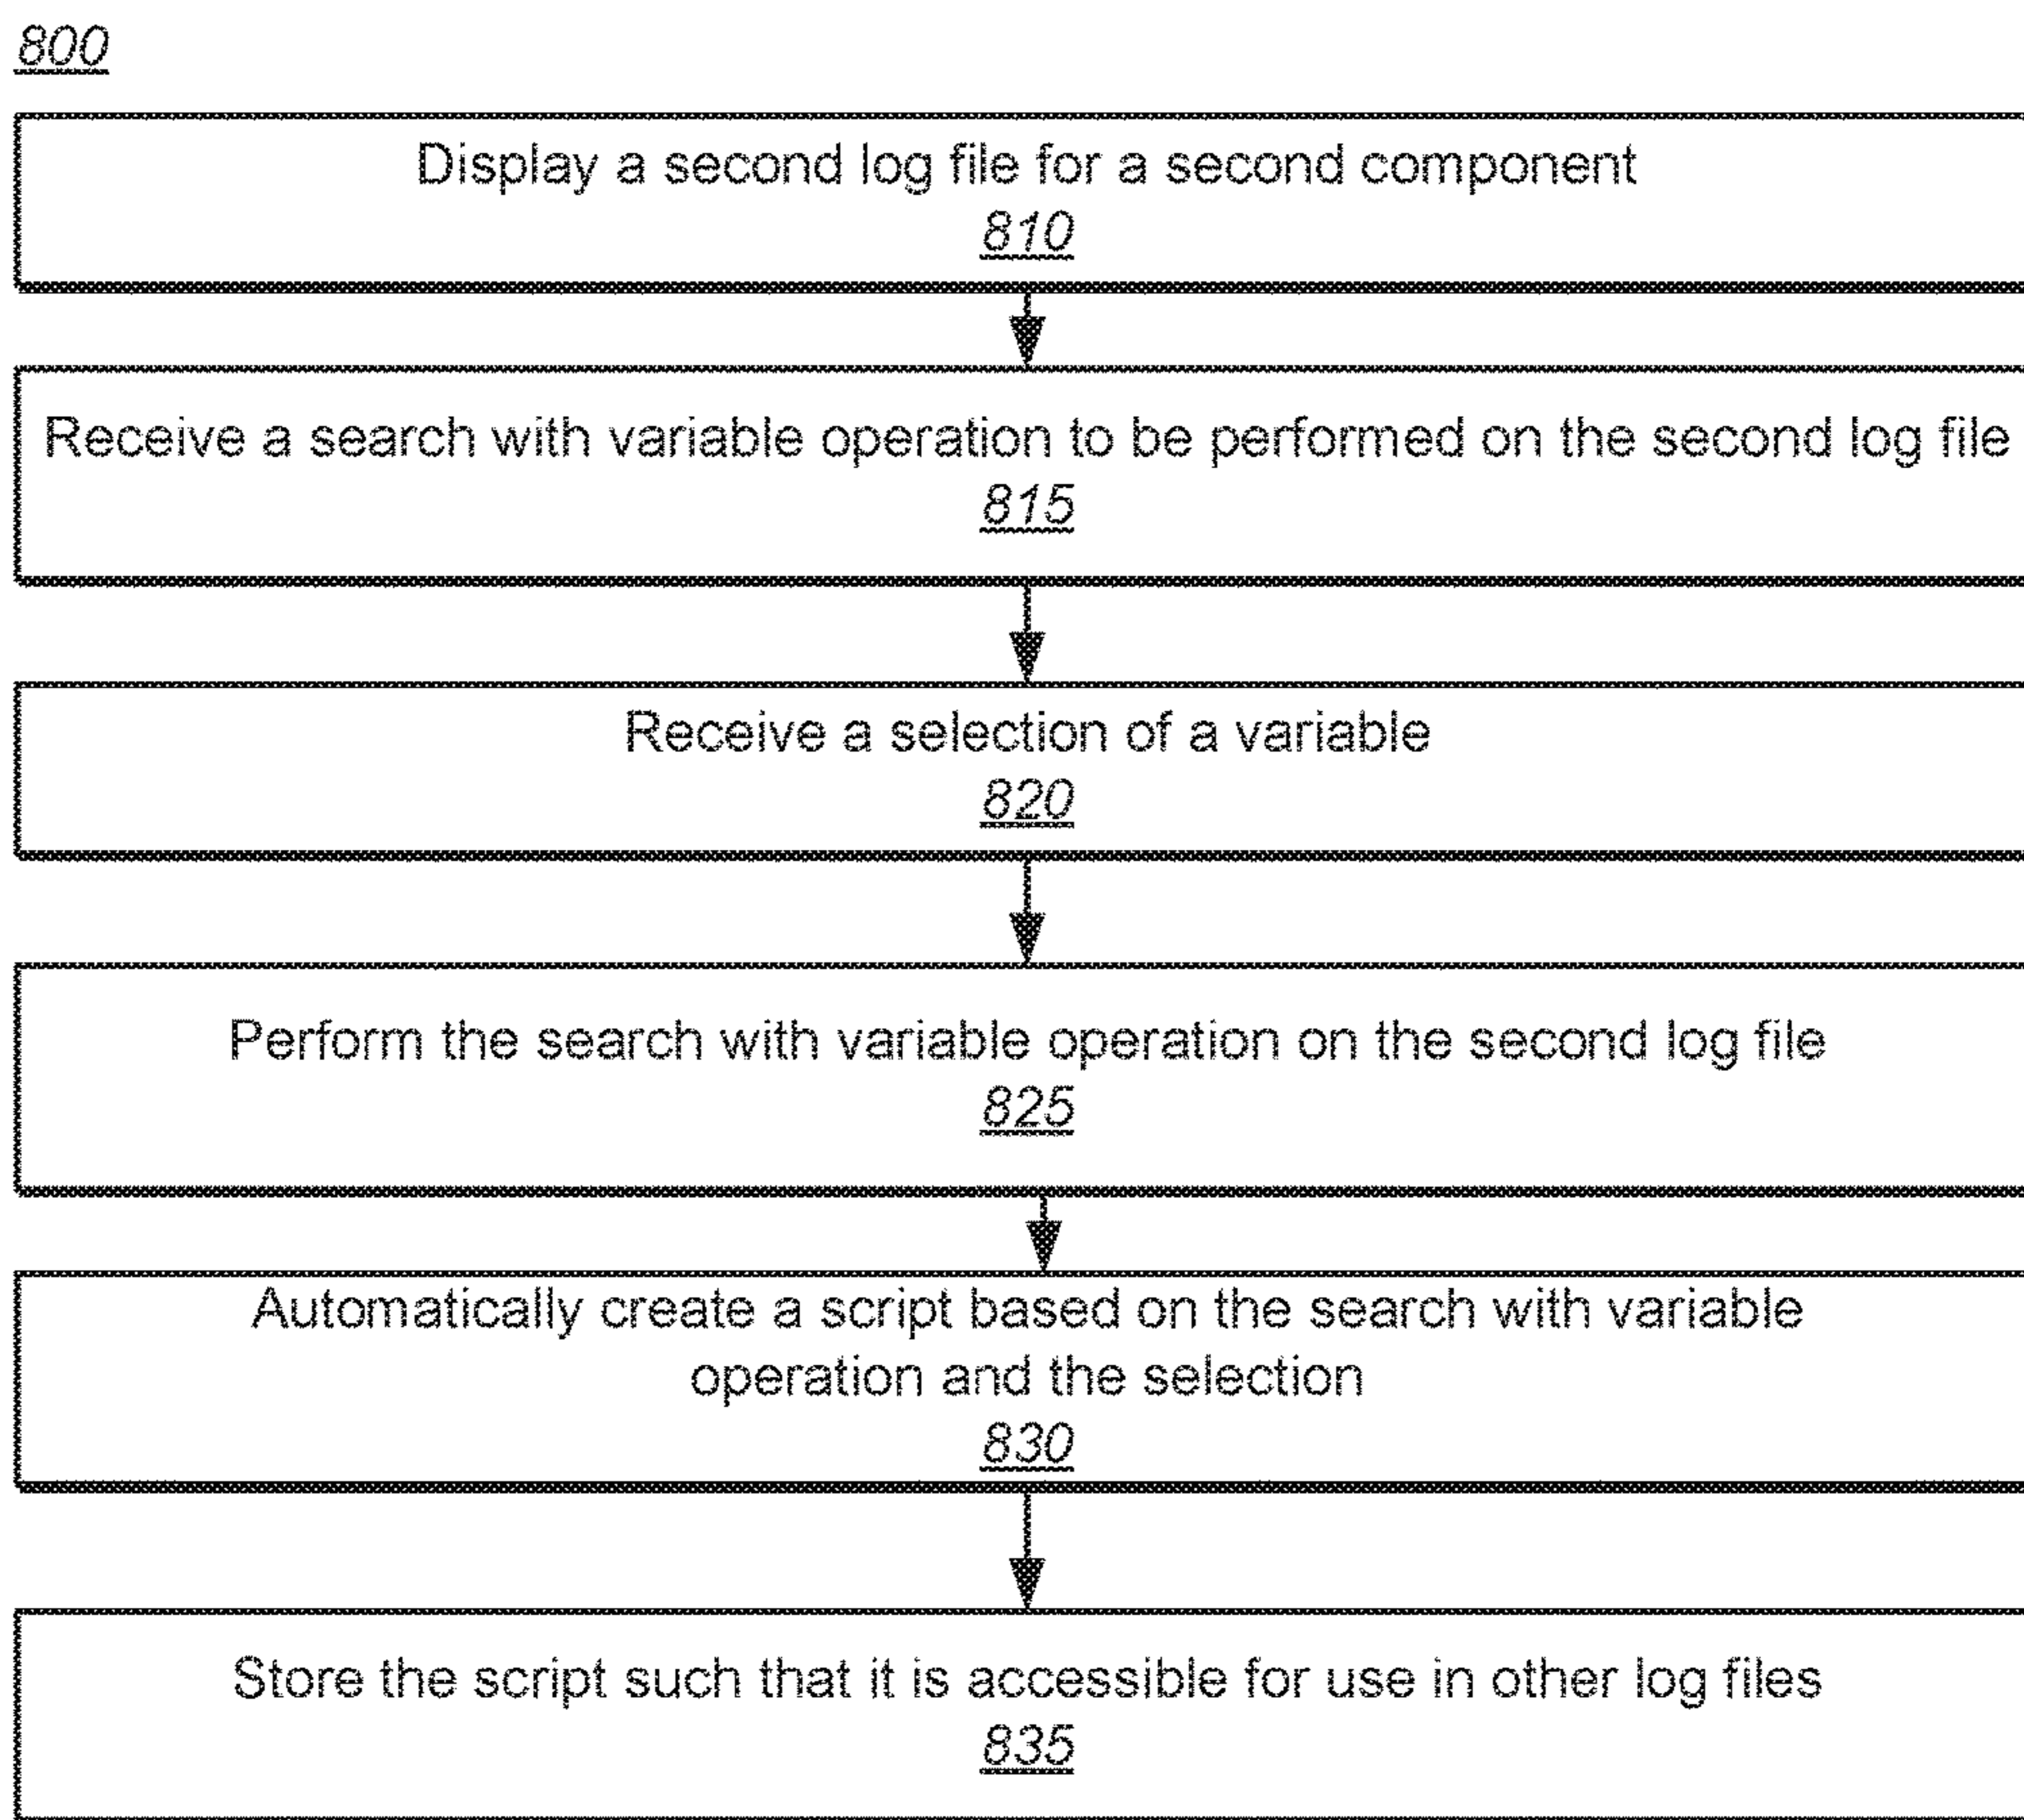 800
Display a second log file for a second component
810
Receive a search with variable operation to be performed on the second log file
815
Receive a selection of a variable
820
Perform the search with variable operation on the second log file
825
Automatically create a script based on the search with variable
operation and the selection
830
Store the script such that it is accessible for use in other log files
835